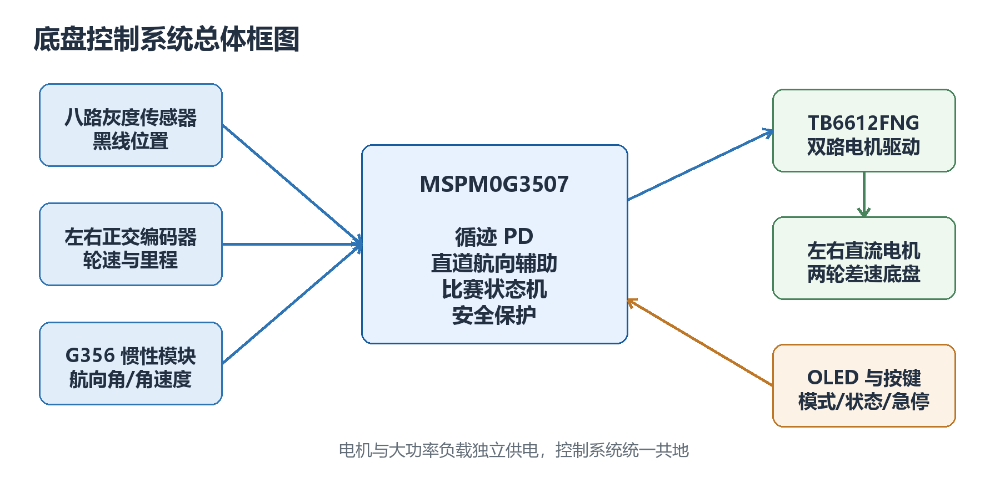 底盘控制系统总体框图
八路灰度传感器
黑线位置
左右正交编码器
轮速与里程
G356 惯性模块
航向角/角速度
MSPM0G3507
循迹 PD
直道航向辅助
比赛状态机
安全保护
TB6612FNG
双路电机驱动
左右直流电机
两轮差速底盘
OLED 与按键
模式/状态/急停
电机与大功率负载独立供电，控制系统统一共地